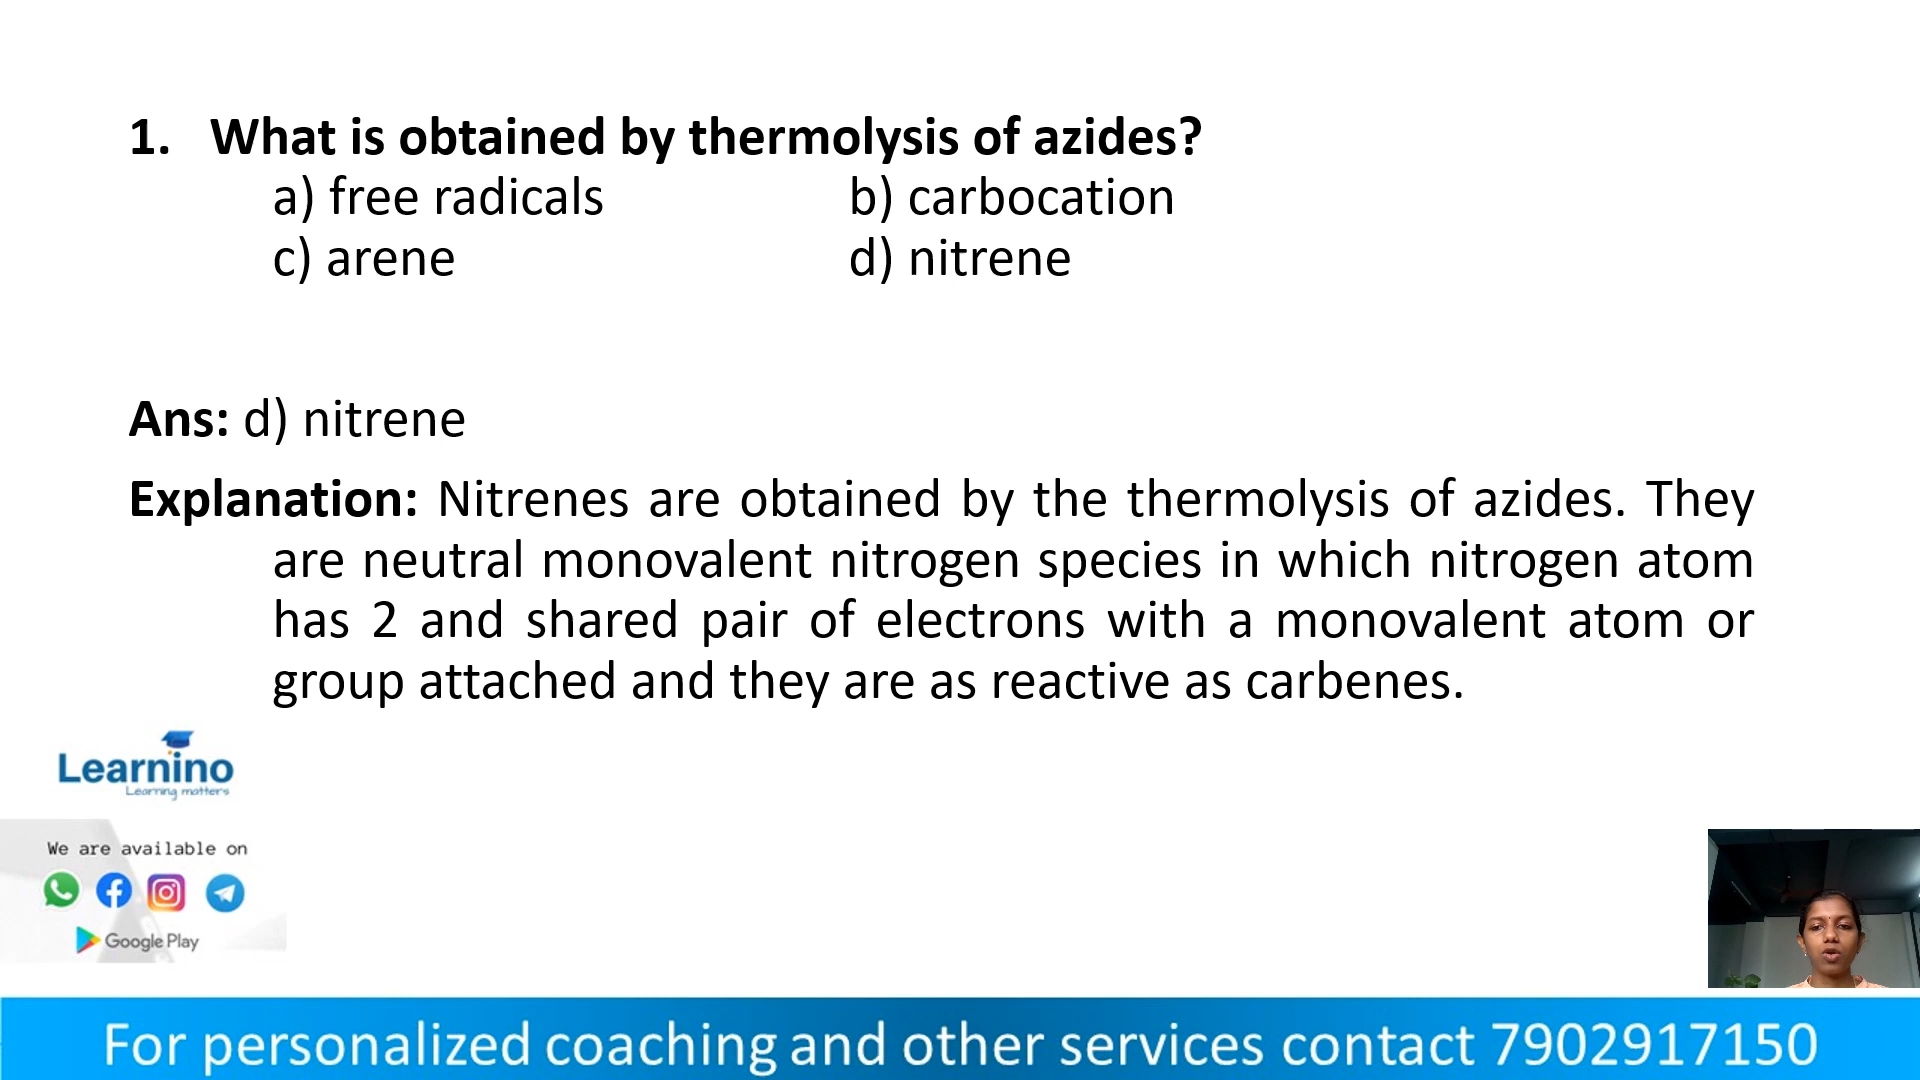 1. What is obtained by thermolysis of azides?
a) free radicals b) carbocation
c) arene d) nitrene
Ans: d) nitrene
Explanation: Nitrenes are obtained by the thermolysis of azides. They
are neutral monovalent nitrogen species in which nitrogen atom
has 2 and shared pair of electrons with a monovalent atom or
group attached and they are as reactive as carbenes.
Learnino
Learning matters
We are available on
Google Play
For personalized coaching and other services contact 7902917150